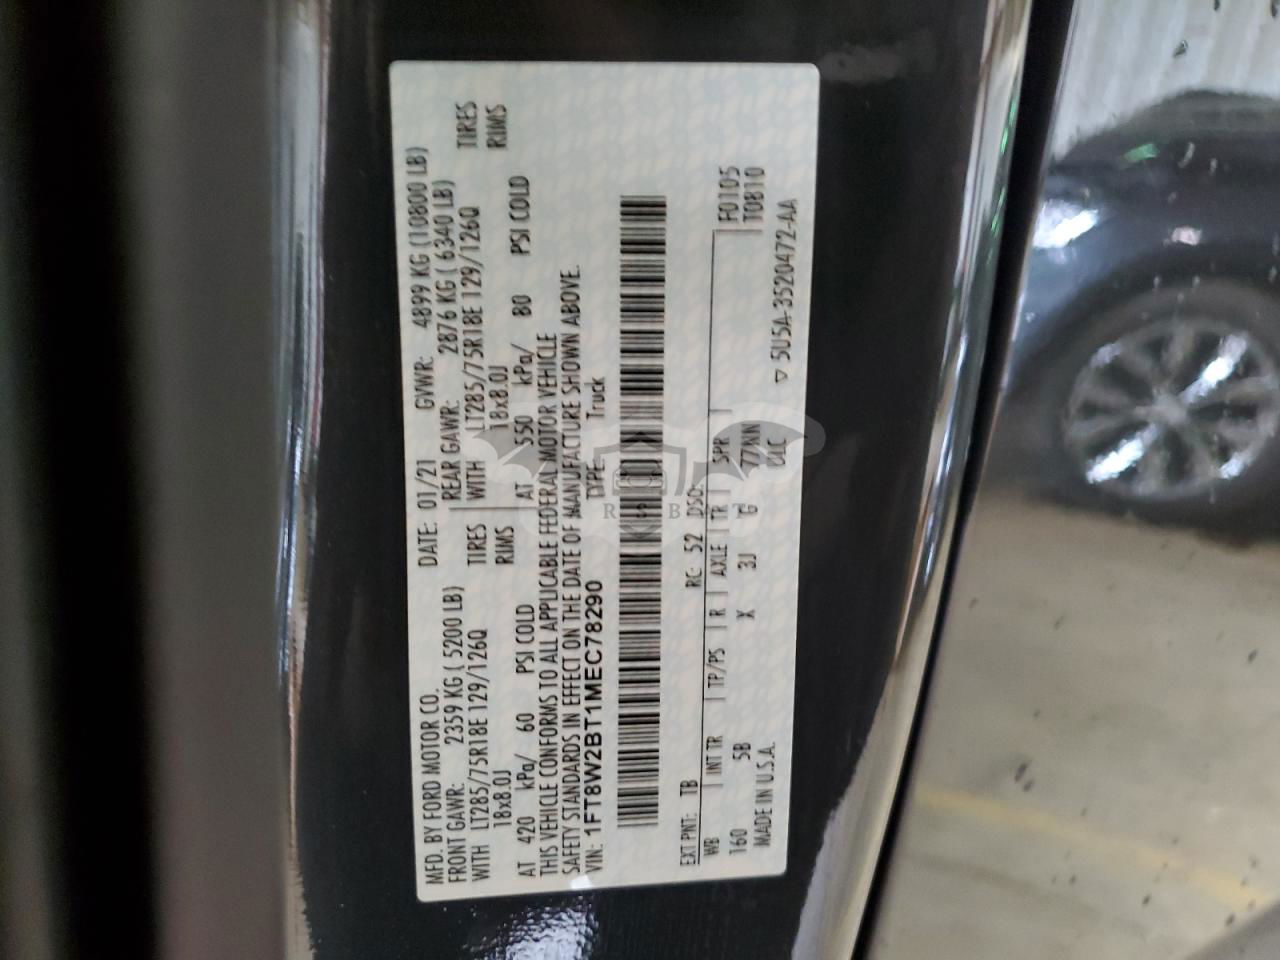 MFD. BY FORD MOTOR CO.
DATE: 01/21 GVWR: 4899 KG (10800 LB)
FRONT GAWR: 2359 KG ( 5200 LB) REAR GAWR: 2876 KG ( 6340 LB)
WITH LT285/75R18E 129/126Q TIRES WITH LT285/75R18E 129/126Q TIRES
18x8.0J RIMS 18x8.0J RIMS
AT 420 kPa/ 60 PSI COLD AT 550 kPa/ 80 PSI COLD
THIS VEHICLE CONFORMS TO ALL APPLICABLE FEDERAL MOTOR VEHICLE
SAFETY STANDARDS IN EFFECT ON THE DATE OF MANUFACTURE SHOWN ABOVE.
VIN: 1FT8W2BT1MEC78290 TYPE: Truck
EXT PNT: TB RC: 52 DSO:
WB INT TR TP/PS R AXLE TR SPR F0105
160 5B X 3J G 77NN T0810
MADE IN U.S.A. ULC ▽ 5U5A-3520472-AA